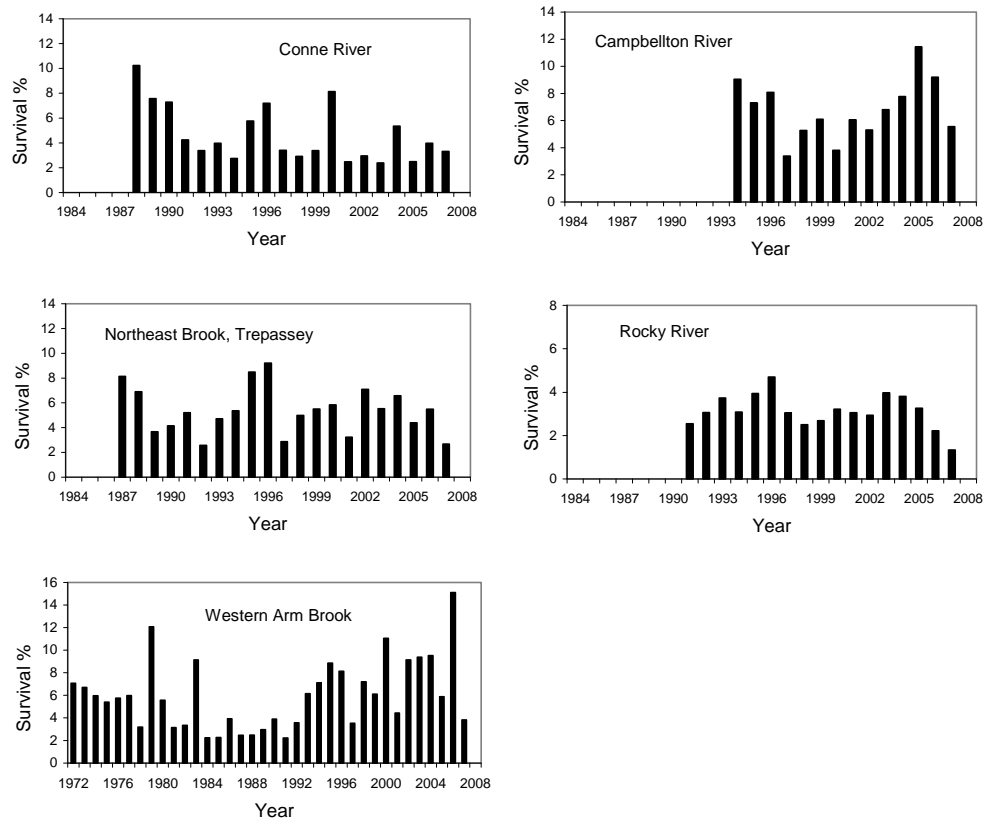 Conne River
Survival %
14
12
10
8
6
4
2
0
1984 1987 1990 1993 1996 1999 2002 2005 2008
Year
Campbellton River
Survival %
14
12
10
8
6
4
2
0
1984 1987 1990 1993 1996 1999 2002 2005 2008
Year
Northeast Brook, Trepassey
Survival %
14
12
10
8
6
4
2
0
1984 1987 1990 1993 1996 1999 2002 2005 2008
Year
Rocky River
Survival %
8
6
4
2
0
1984 1987 1990 1993 1996 1999 2002 2005 2008
Year
Western Arm Brook
Survival %
16
14
12
10
8
6
4
2
0
1972 1976 1980 1984 1988 1992 1996 2000 2004 2008
Year